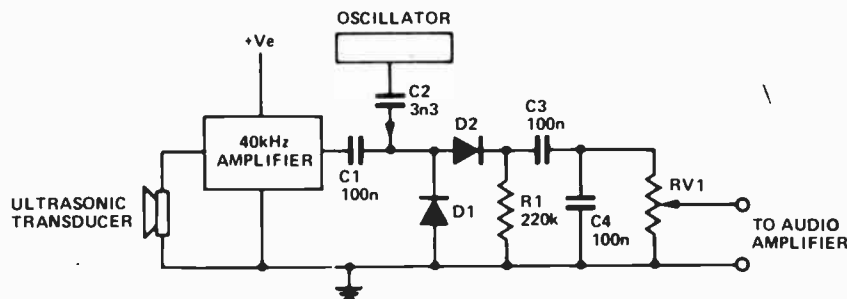 OSCILLATOR
+Ve
C2
3n3
40kHz
AMPLIFIER
C1
100n
D2
C3
100n
D1
R1
220k
C4
100n
RV1
ULTRASONIC
TRANSDUCER
TO AUDIO
AMPLIFIER